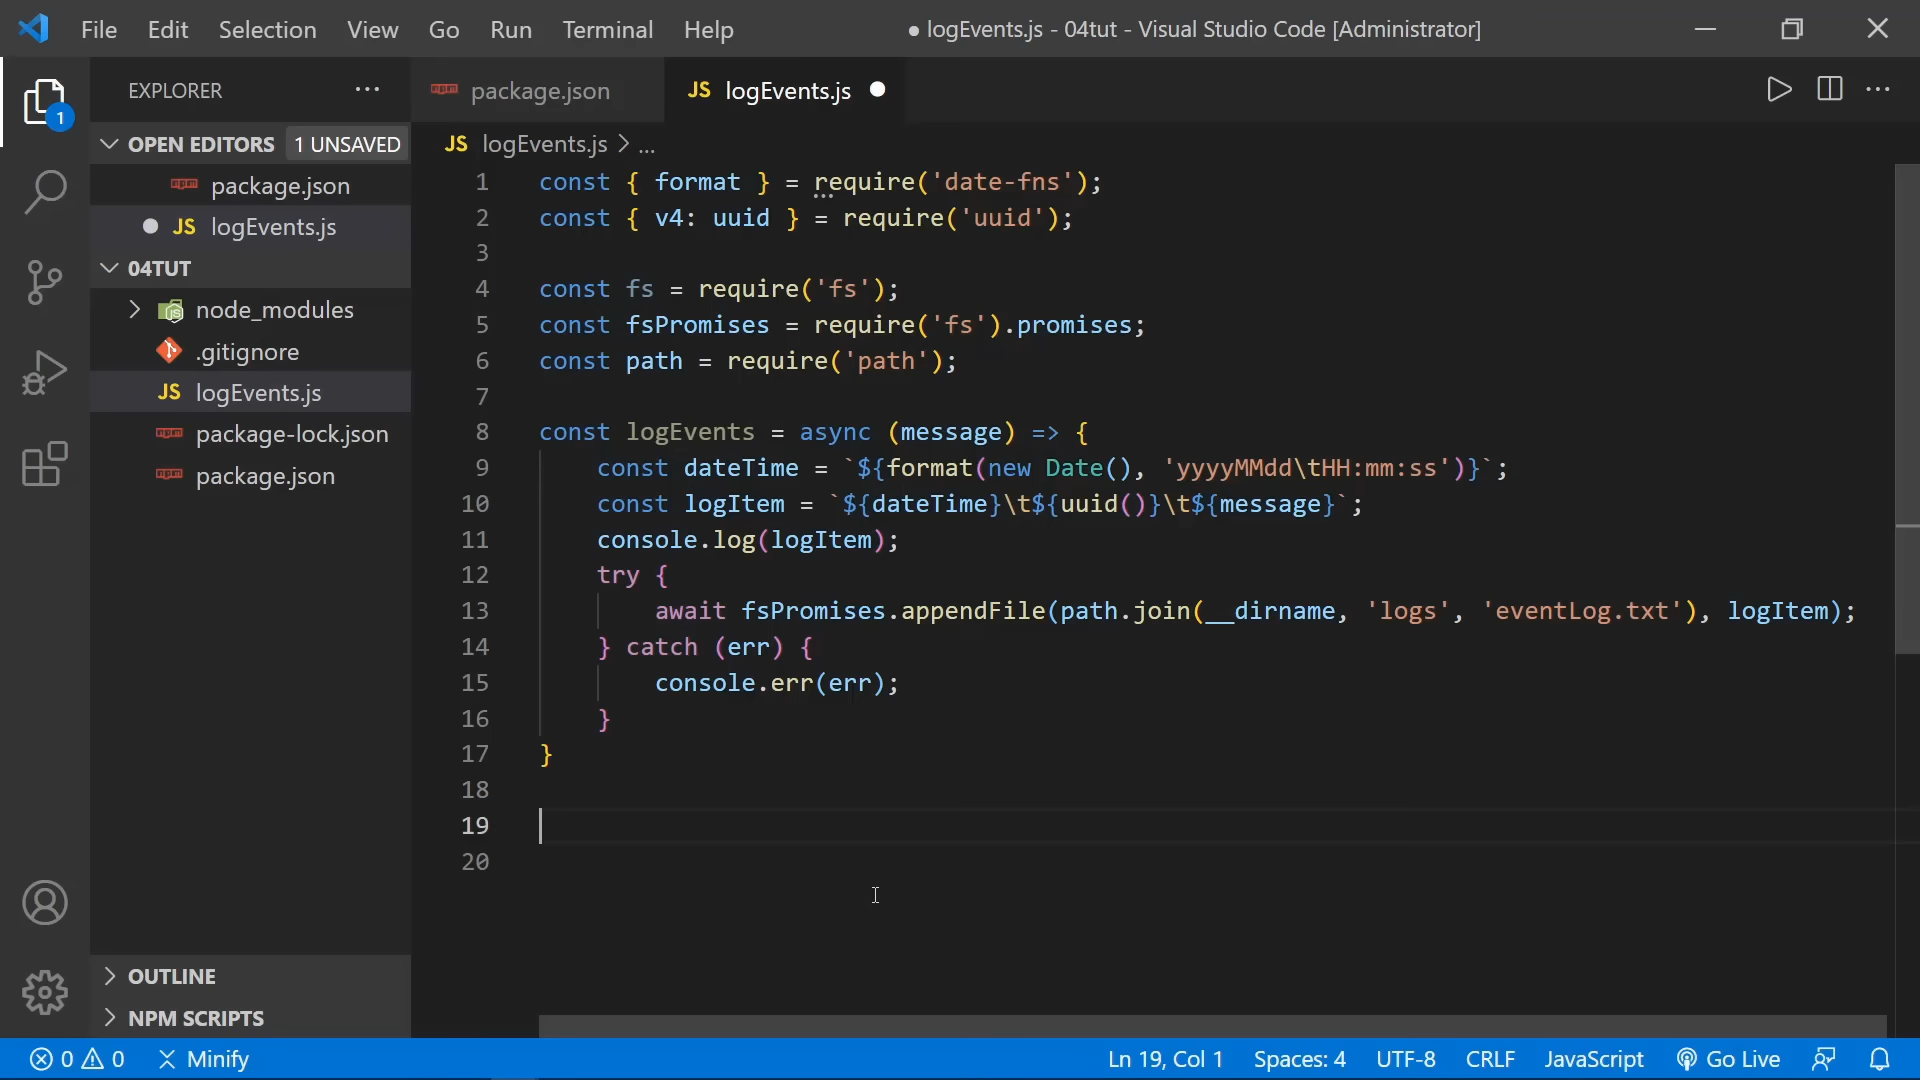 File Edit Selection View Go Run Terminal Help
● logEvents.js - 04tut - Visual Studio Code [Administrator]
1
EXPLORER
OPEN EDITORS
1 UNSAVED
package.json
JS logEvents.js
04TUT
node_modules
.gitignore
JS logEvents.js
package-lock.json
package.json
OUTLINE
NPM SCRIPTS
package.json
JS logEvents.js
JS logEvents.js > ...
1 const { format } = require('date-fns');
2 const { v4: uuid } = require('uuid');
3
4 const fs = require('fs');
5 const fsPromises = require('fs').promises;
6 const path = require('path');
7
8 const logEvents = async (message) => {
9 const dateTime = `${format(new Date(), 'yyyyMMdd\tHH:mm:ss')}`;
10 const logItem = `${dateTime}\t${uuid()}\t${message}`;
11 console.log(logItem);
12 try {
13 await fsPromises.appendFile(path.join(__dirname, 'logs', 'eventLog.txt'), logItem);
14 } catch (err) {
15 console.err(err);
16 }
17 }
18
19
20
0 0 Minify
Ln 19, Col 1 Spaces: 4 UTF-8 CRLF JavaScript Go Live